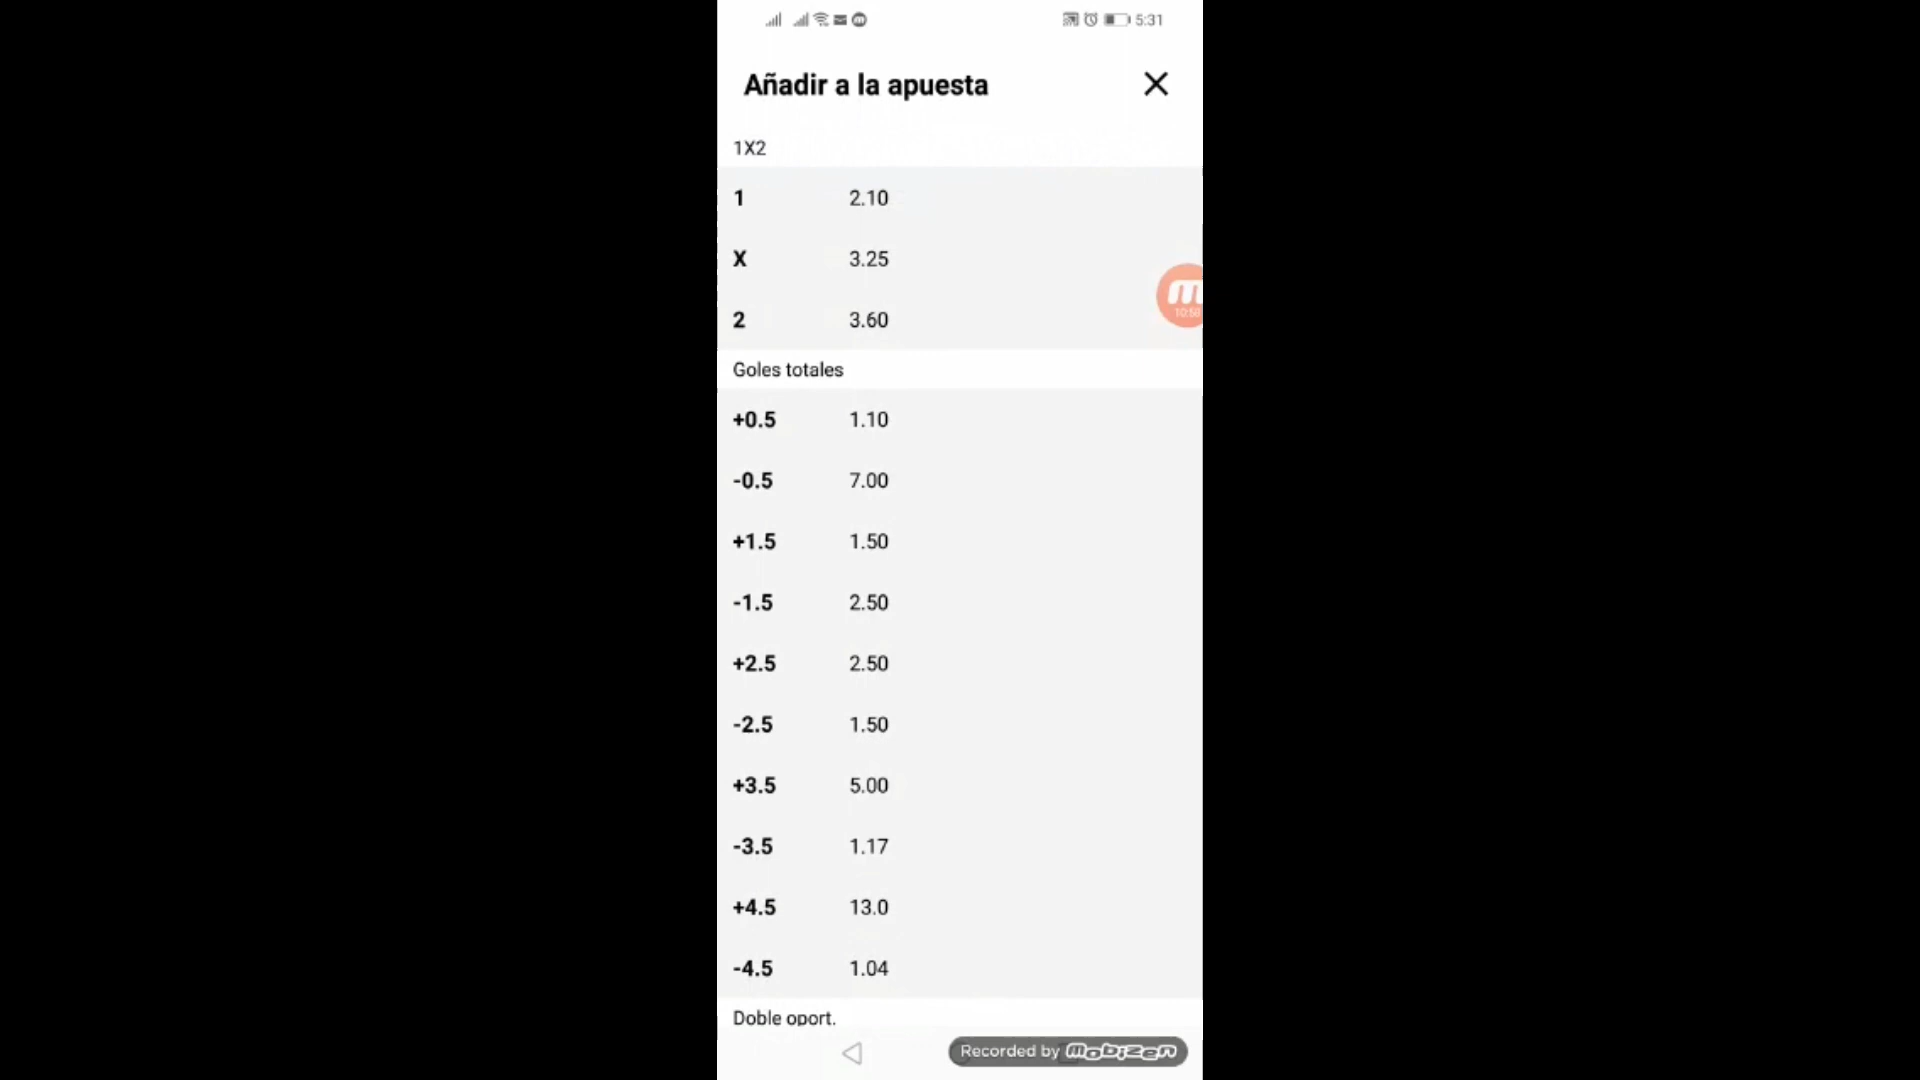 5:31
Añadir a la apuesta
1X2
1 2.10
X 3.25
2 3.60
Goles totales
+0.5 1.10
-0.5 7.00
+1.5 1.50
-1.5 2.50
+2.5 2.50
-2.5 1.50
+3.5 5.00
-3.5 1.17
+4.5 13.0
-4.5 1.04
Doble oport.
Recorded by mobizen